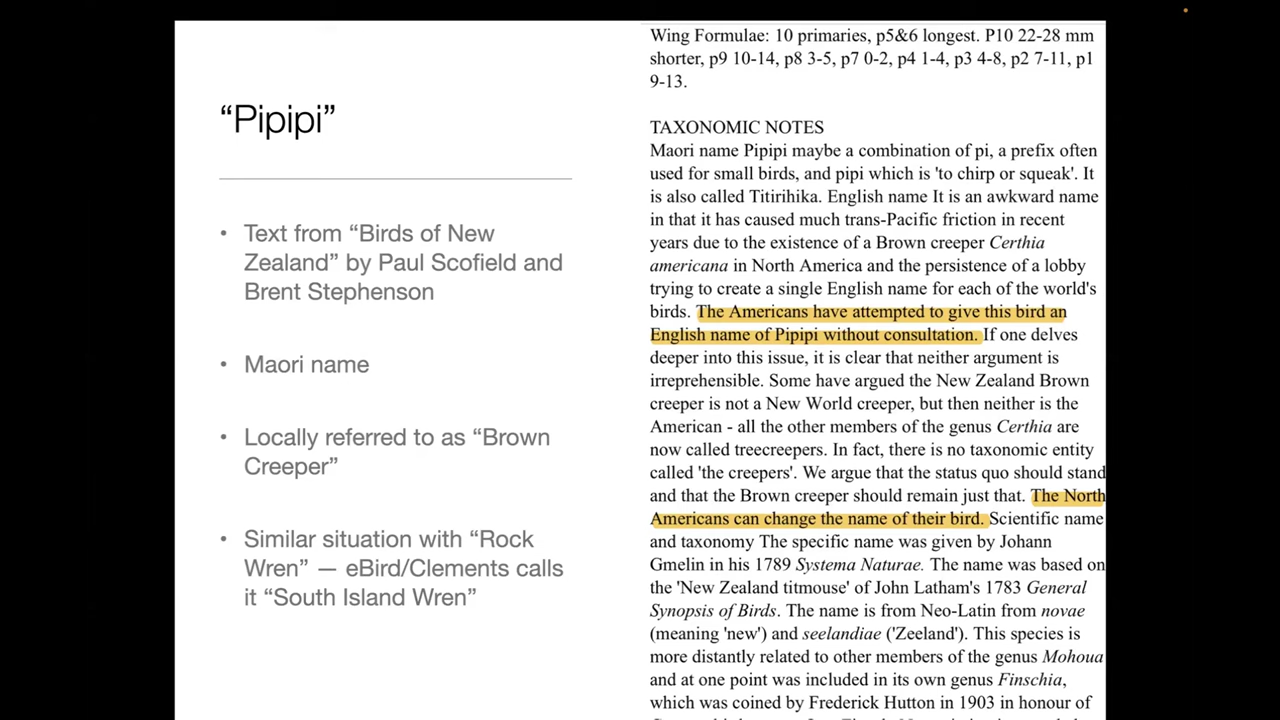 “Pipipi”
• Text from “Birds of New
Zealand” by Paul Scofield and
Brent Stephenson
• Maori name
• Locally referred to as “Brown
Creeper”
• Similar situation with “Rock
Wren” — eBird/Clements calls
it “South Island Wren”
Wing Formulae: 10 primaries, p5&6 longest. P10 22-28 mm
shorter, p9 10-14, p8 3-5, p7 0-2, p4 1-4, p3 4-8, p2 7-11, p1
9-13.
TAXONOMIC NOTES
Maori name Pipipi maybe a combination of pi, a prefix often
used for small birds, and pipi which is 'to chirp or squeak'. It
is also called Titirihika. English name It is an awkward name
in that it has caused much trans-Pacific friction in recent
years due to the existence of a Brown creeper Certhia
americana in North America and the persistence of a lobby
trying to create a single English name for each of the world's
birds. The Americans have attempted to give this bird an
English name of Pipipi without consultation. If one delves
deeper into this issue, it is clear that neither argument is
irreprehensible. Some have argued the New Zealand Brown
creeper is not a New World creeper, but then neither is the
American - all the other members of the genus Certhia are
now called treecreepers. In fact, there is no taxonomic entity
called 'the creepers'. We argue that the status quo should stand
and that the Brown creeper should remain just that. The North
Americans can change the name of their bird. Scientific name
and taxonomy The specific name was given by Johann
Gmelin in his 1789 Systema Naturae. The name was based on
the 'New Zealand titmouse' of John Latham's 1783 General
Synopsis of Birds. The name is from Neo-Latin from novae
(meaning 'new') and seelandiae ('Zeeland'). This species is
more distantly related to other members of the genus Mohoua
and at one point was included in its own genus Finschia,
which was coined by Frederick Hutton in 1903 in honour of